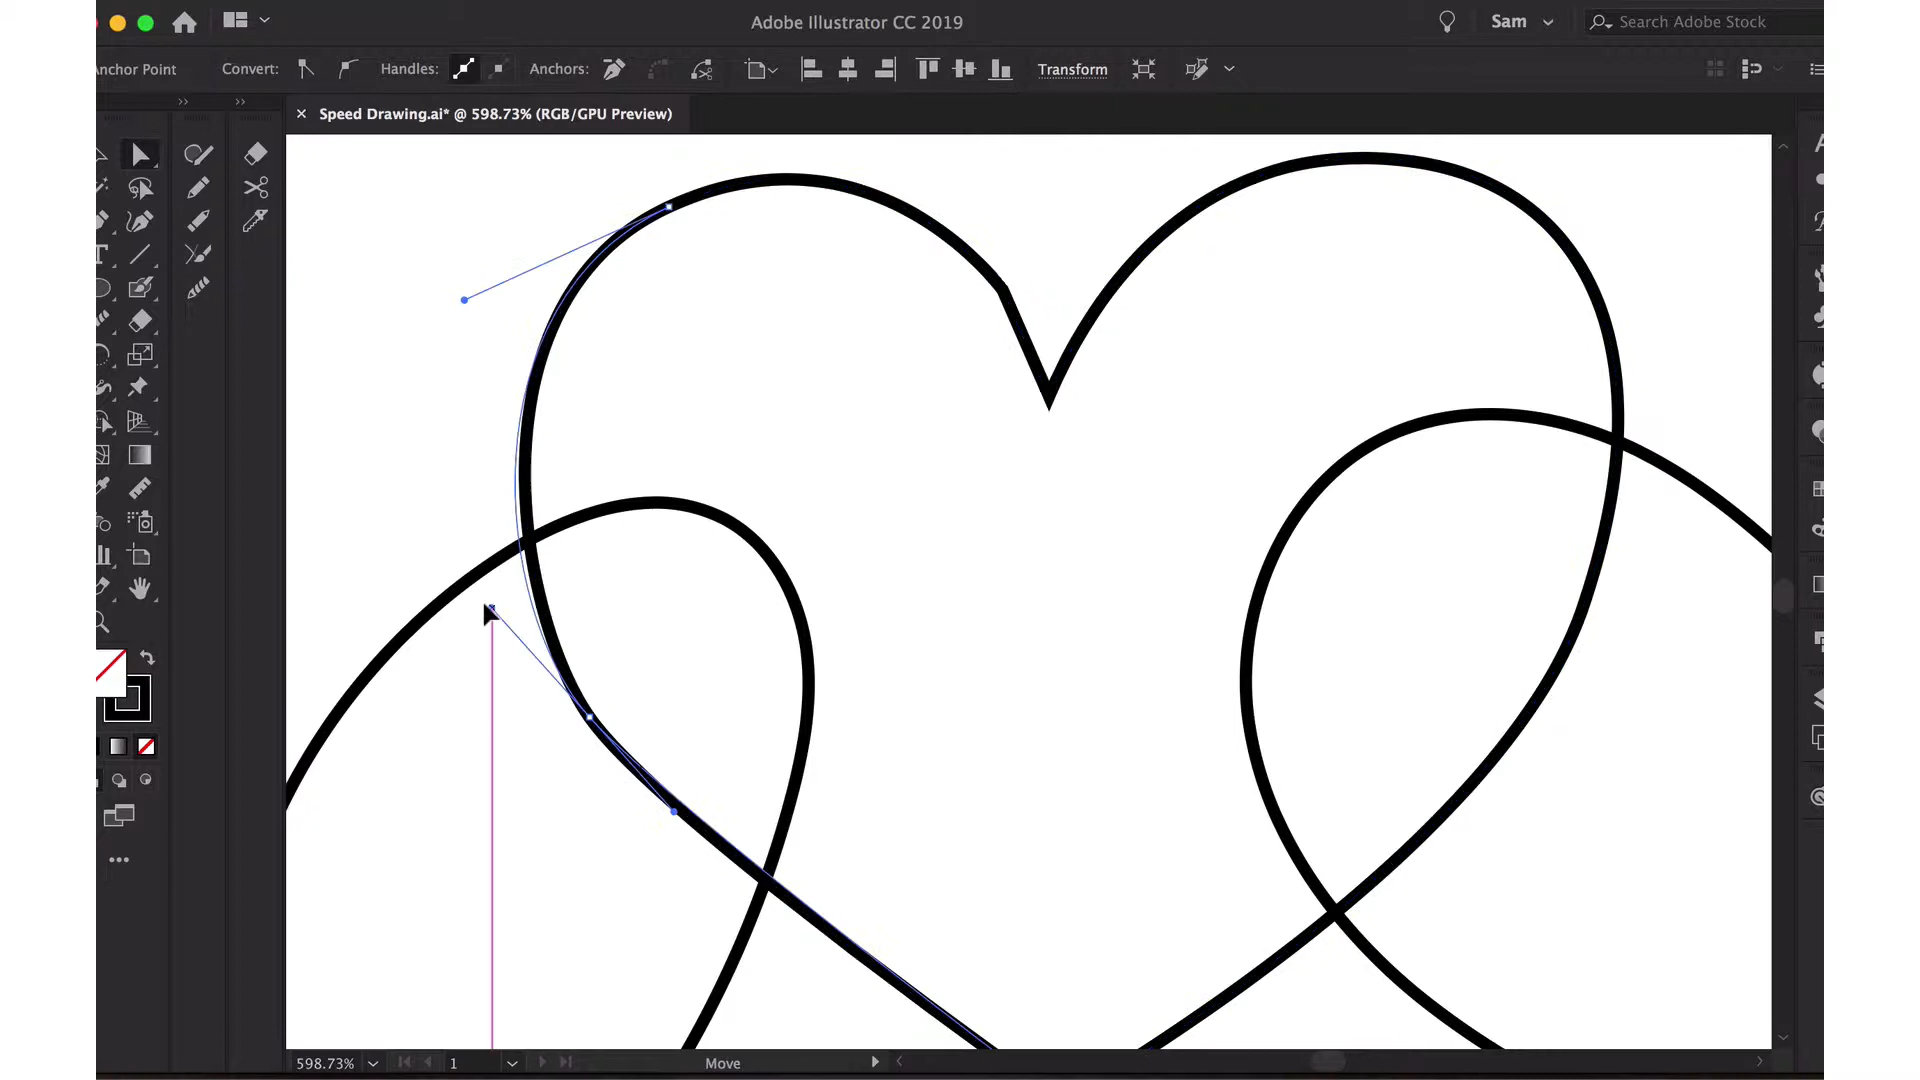 Adobe Illustrator CC 2019
Sam
Search Adobe Stock
Anchor Point
Convert:
Handles:
Anchors:
Transform
Speed Drawing.ai* @ 598.73% (RGB/GPU Preview)
598.73%
1
Move